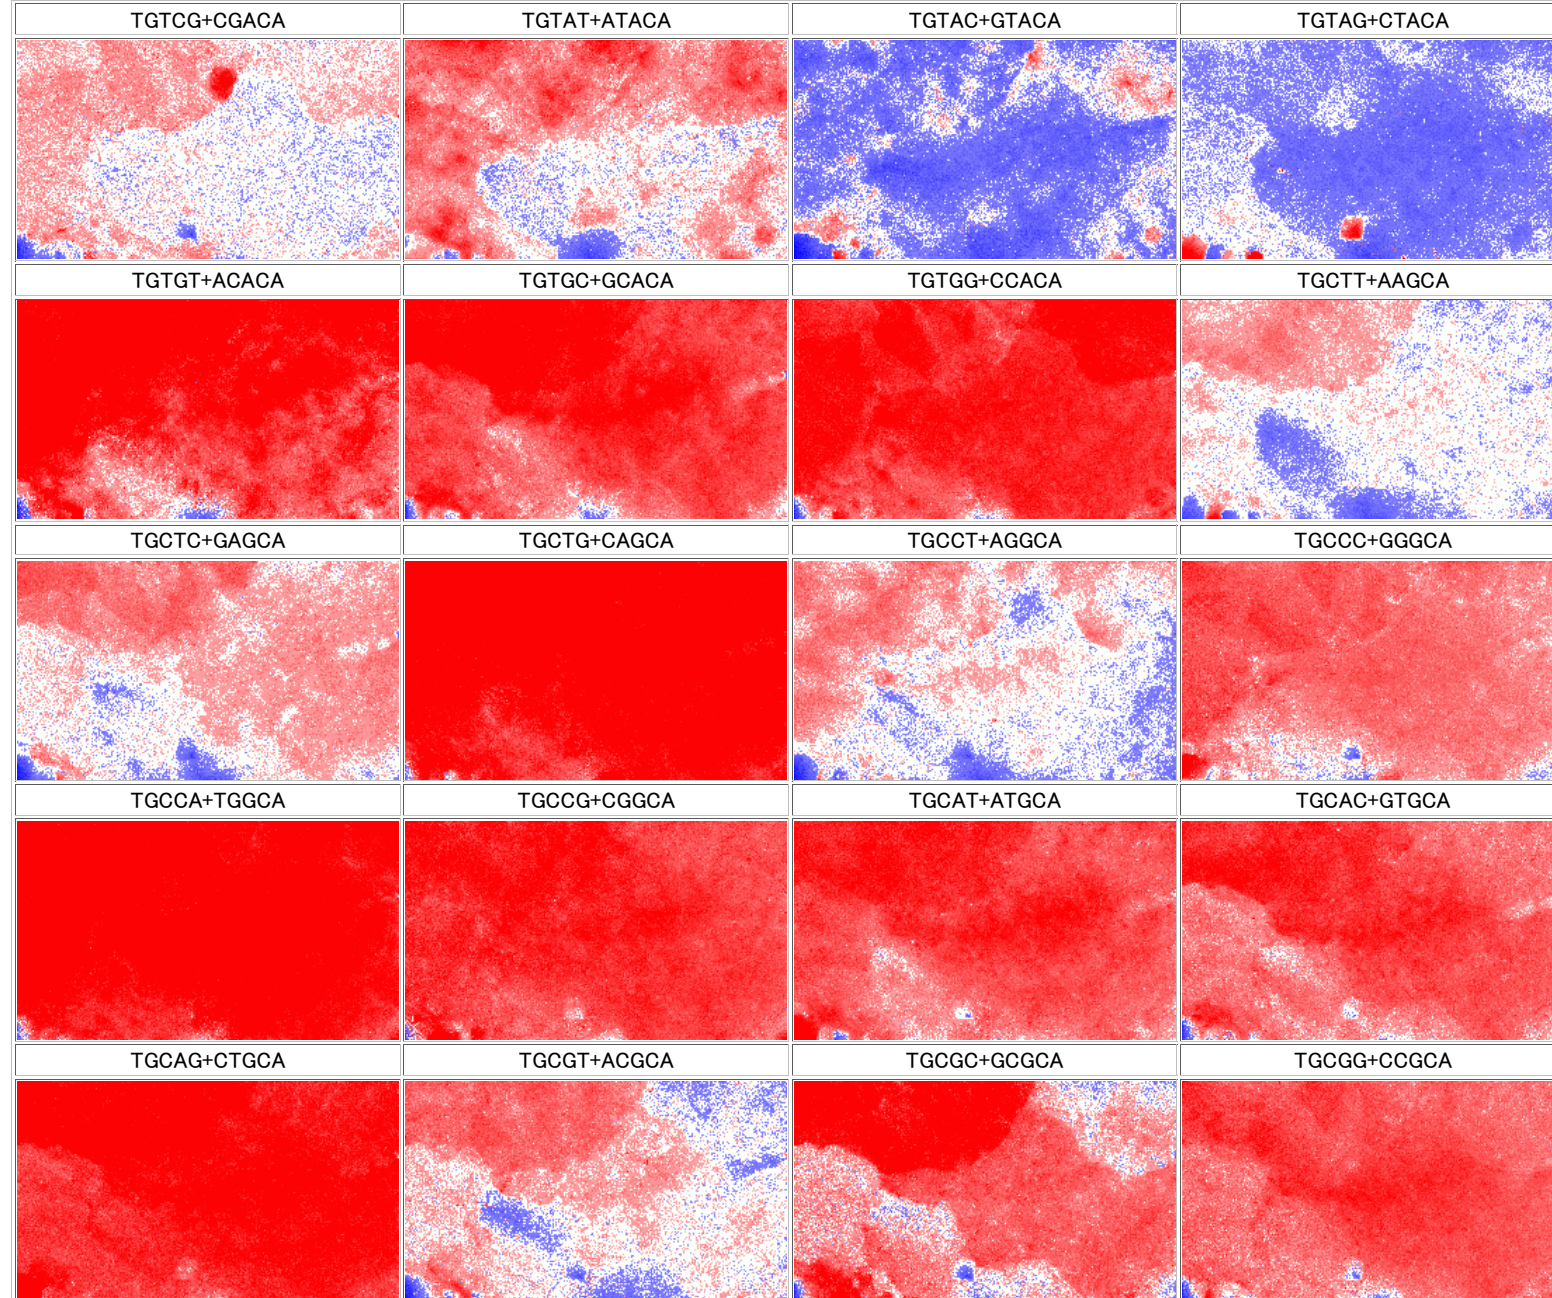 TGTCG+CGACA TGTAT+ATACA TGTAC+GTACA TGTAG+CTACA
TGTGT+ACACA TGTGC+GCACA TGTGG+CCACA TGCTT+AAGCA
TGCTC+GAGCA TGCTG+CAGCA TGCCT+AGGCA TGCCC+GGGCA
TGCCA+TGGCA TGCCG+CGGCA TGCAT+ATGCA TGCAC+GTGCA
TGCAG+CTGCA TGCGT+ACGCA TGCGC+GCGCA TGCGG+CCGCA